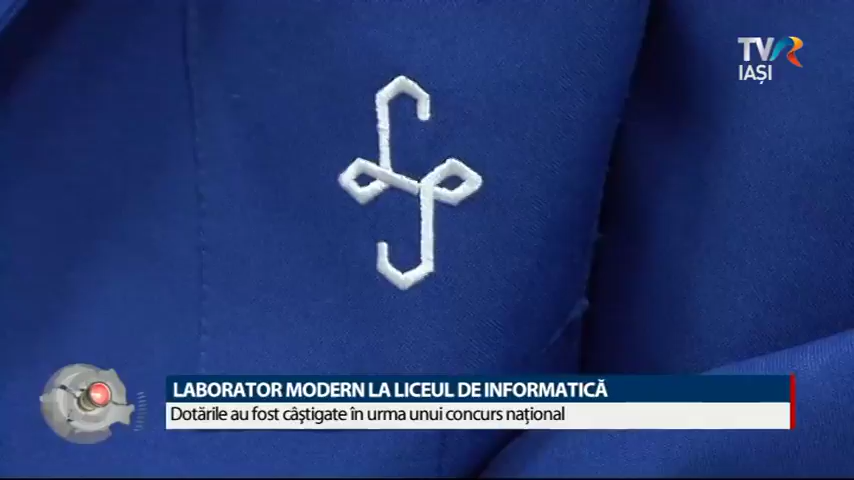 TVR
IAȘI
LABORATOR MODERN LA LICEUL DE INFORMATICĂ
Dotările au fost câștigate în urma unui concurs național